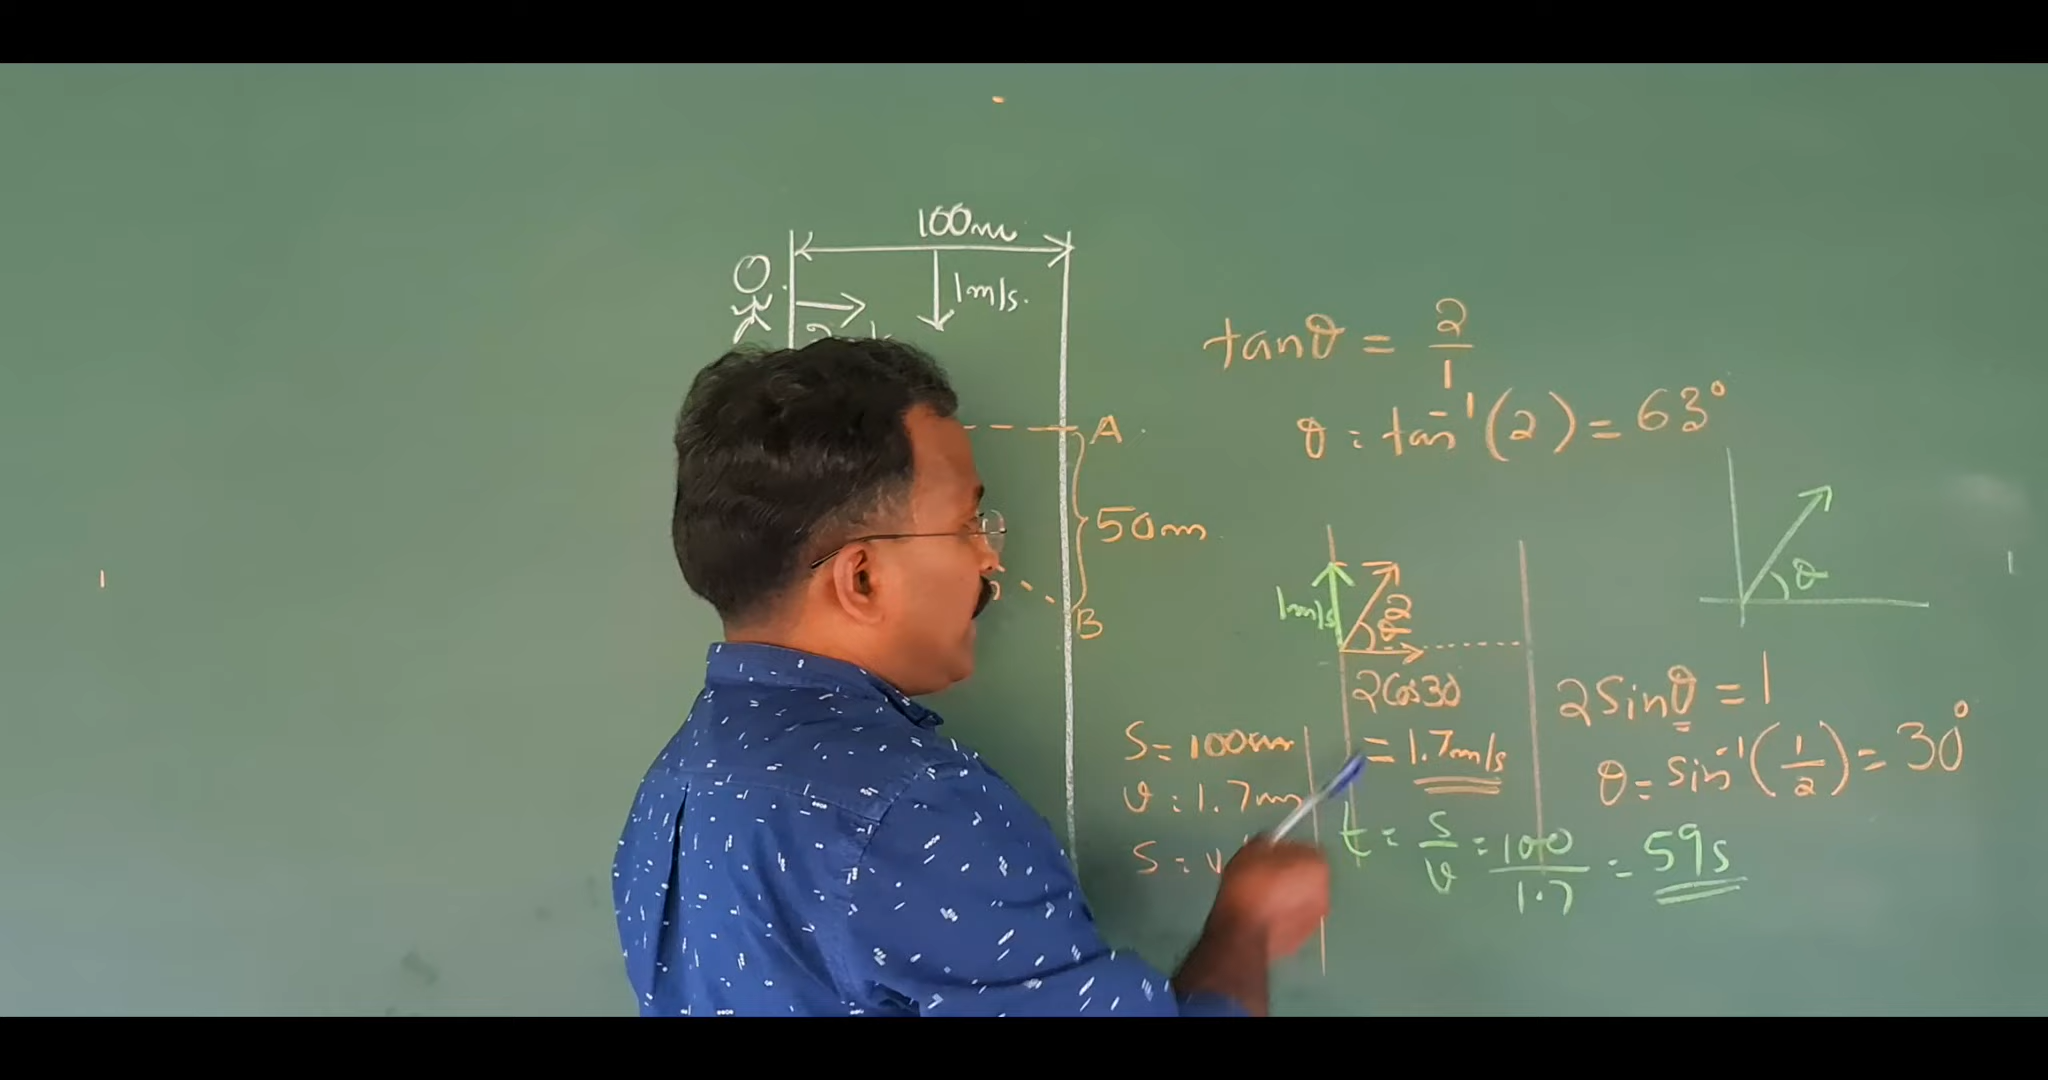 100m
1m/s.
A
50m
B
tanθ = 2/1
θ = tan⁻¹(2) = 63°
θ
1m/s
2
θ
2Cos30
= 1.7m/s
2Sinθ = 1
θ = Sin⁻¹(1/2) = 30°
S = 100m
v = 1.7m
S = v
t = s/v = 100/1.7 = 59s